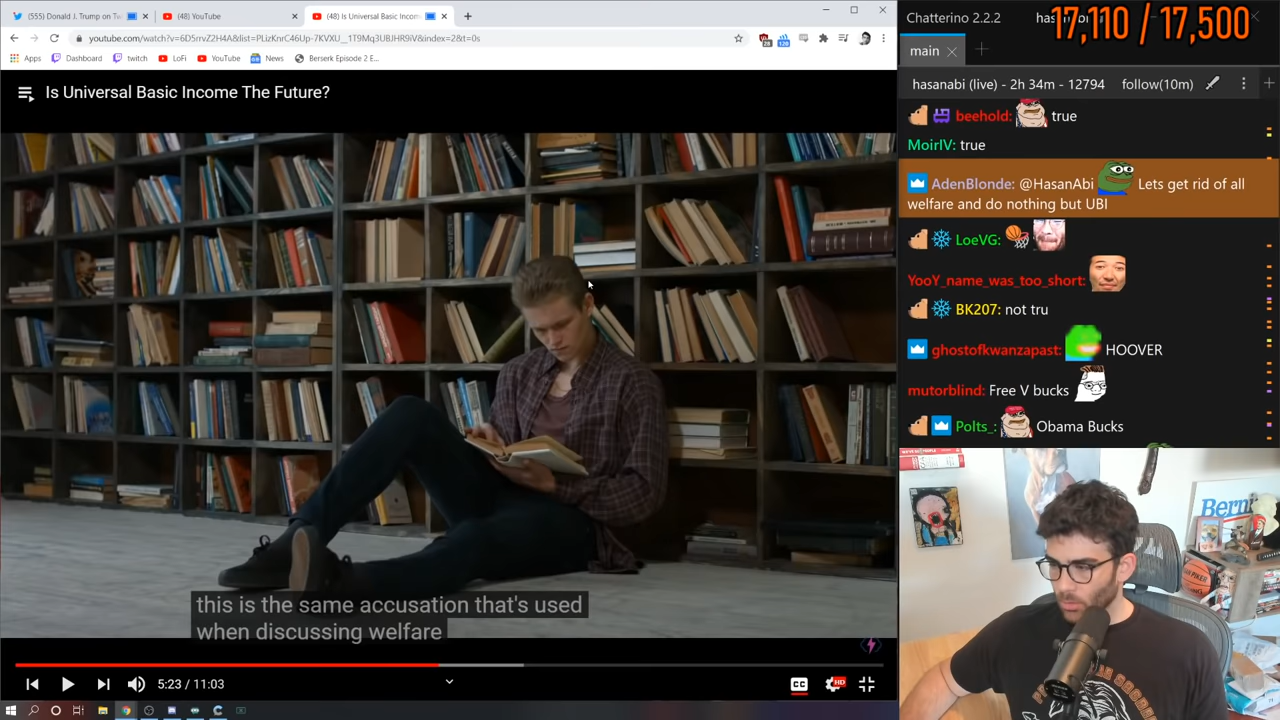 (555) Donald J. Trump on Tw
(48) YouTube
(48) Is Universal Basic Incom
youtube.com/watch?v=6D5rrvZ2H4A&list=PLizKnrC46Up-7KVXU__1T9Mq3UBJHR9iV&index=2&t=0s
Apps
Dashboard
twitch
LoFi
YouTube
News
Berserk Episode 2 E...
Is Universal Basic Income The Future?
this is the same accusation that's used
when discussing welfare
5:23 / 11:03
CC
HD
Chatterino 2.2.2
17,110 / 17,500
main
hasanabi (live) - 2h 34m - 12794
follow(10m)
beehold: true
MoirIV: true
AdenBlonde: @HasanAbi Lets get rid of all
welfare and do nothing but UBI
LoeVG:
YooY_name_was_too_short:
BK207: not tru
ghostofkwanzapast: HOOVER
mutorblind: Free V bucks
Polts_: Obama Bucks
Bern